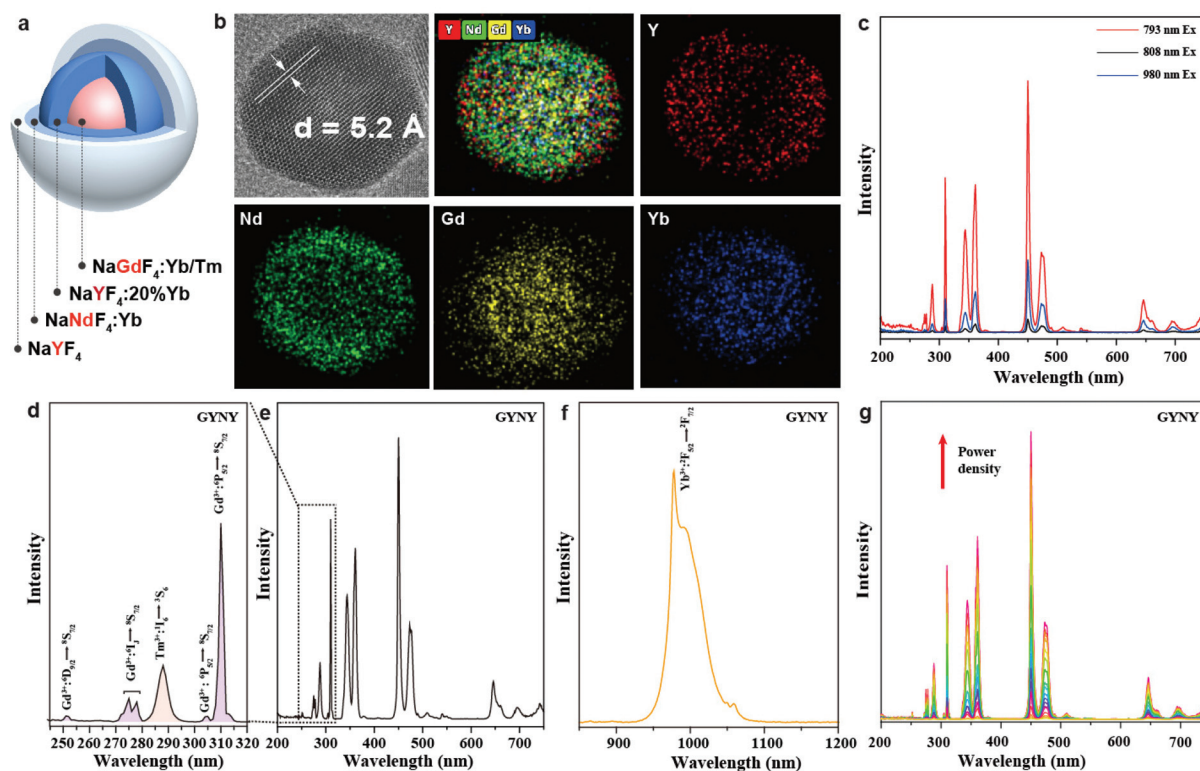 a
NaGdF4:Yb/Tm
NaYF4:20%Yb
NaNdF4:Yb
NaYF4
b
d = 5.2 Å
Y Nd Gd Yb
Y
Nd
Gd
Yb
c
793 nm Ex
808 nm Ex
980 nm Ex
Intensity
200 300 400 500 600 700
Wavelength (nm)
d
GYNY
Gd3+:6D9/2→8S7/2
Gd3+:6IJ→8S7/2
Tm3+:1I6→3S6
Gd3+: 6P5/2→8S7/2
Gd3+:6P5/2→8S7/2
Intensity
250 260 270 280 290 300 310 320
Wavelength (nm)
e
GYNY
Intensity
200 300 400 500 600 700
Wavelength (nm)
f
GYNY
Yb3+:2F5/2→2F7/2
Intensity
900 1000 1100 1200
Wavelength (nm)
g
GYNY
Power
density
Intensity
200 300 400 500 600 700
Wavelength (nm)